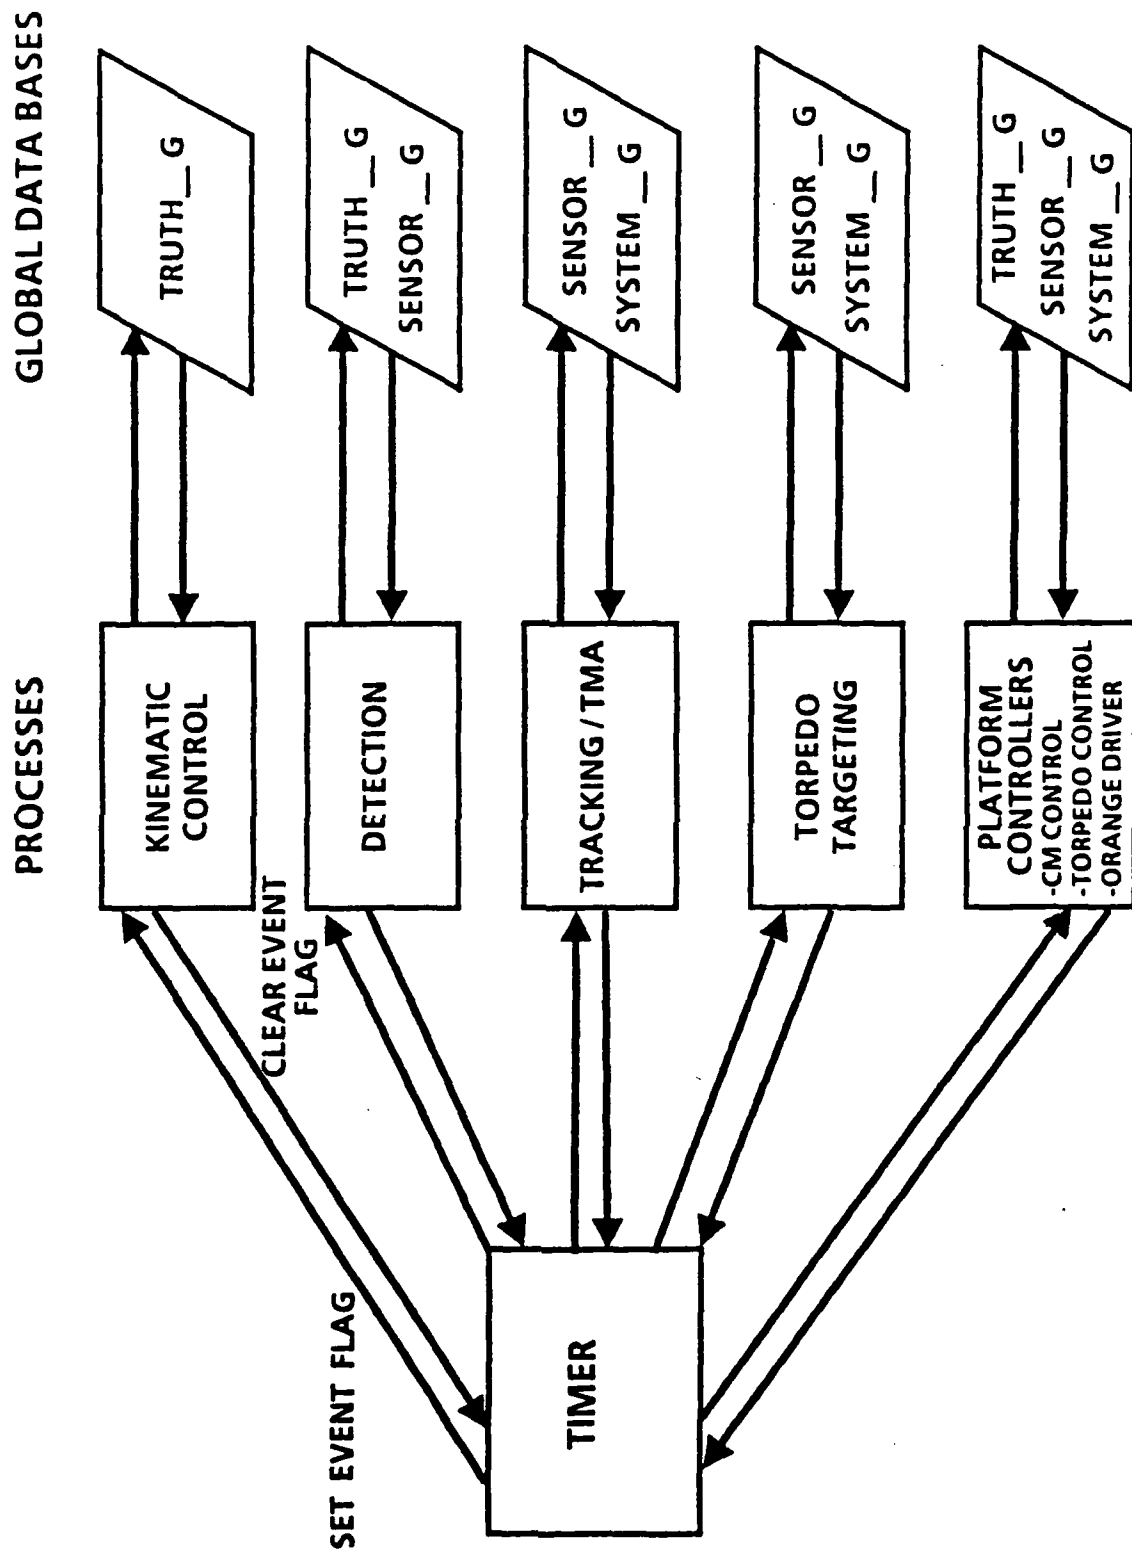 GLOBAL DATA BASES
TRUTH__G
TRUTH__G
SENSOR__G
SENSOR__G
SYSTEM__G
SENSOR__G
SYSTEM__G
TRUTH__G
SENSOR__G
SYSTEM__G
PROCESSES
KINEMATIC
CONTROL
DETECTION
TRACKING / TMA
TORPEDO
TARGETING
PLATFORM
CONTROLLERS
-CM CONTROL
-TORPEDO CONTROL
-ORANGE DRIVER
CLEAR EVENT
FLAG
SET EVENT FLAG
TIMER